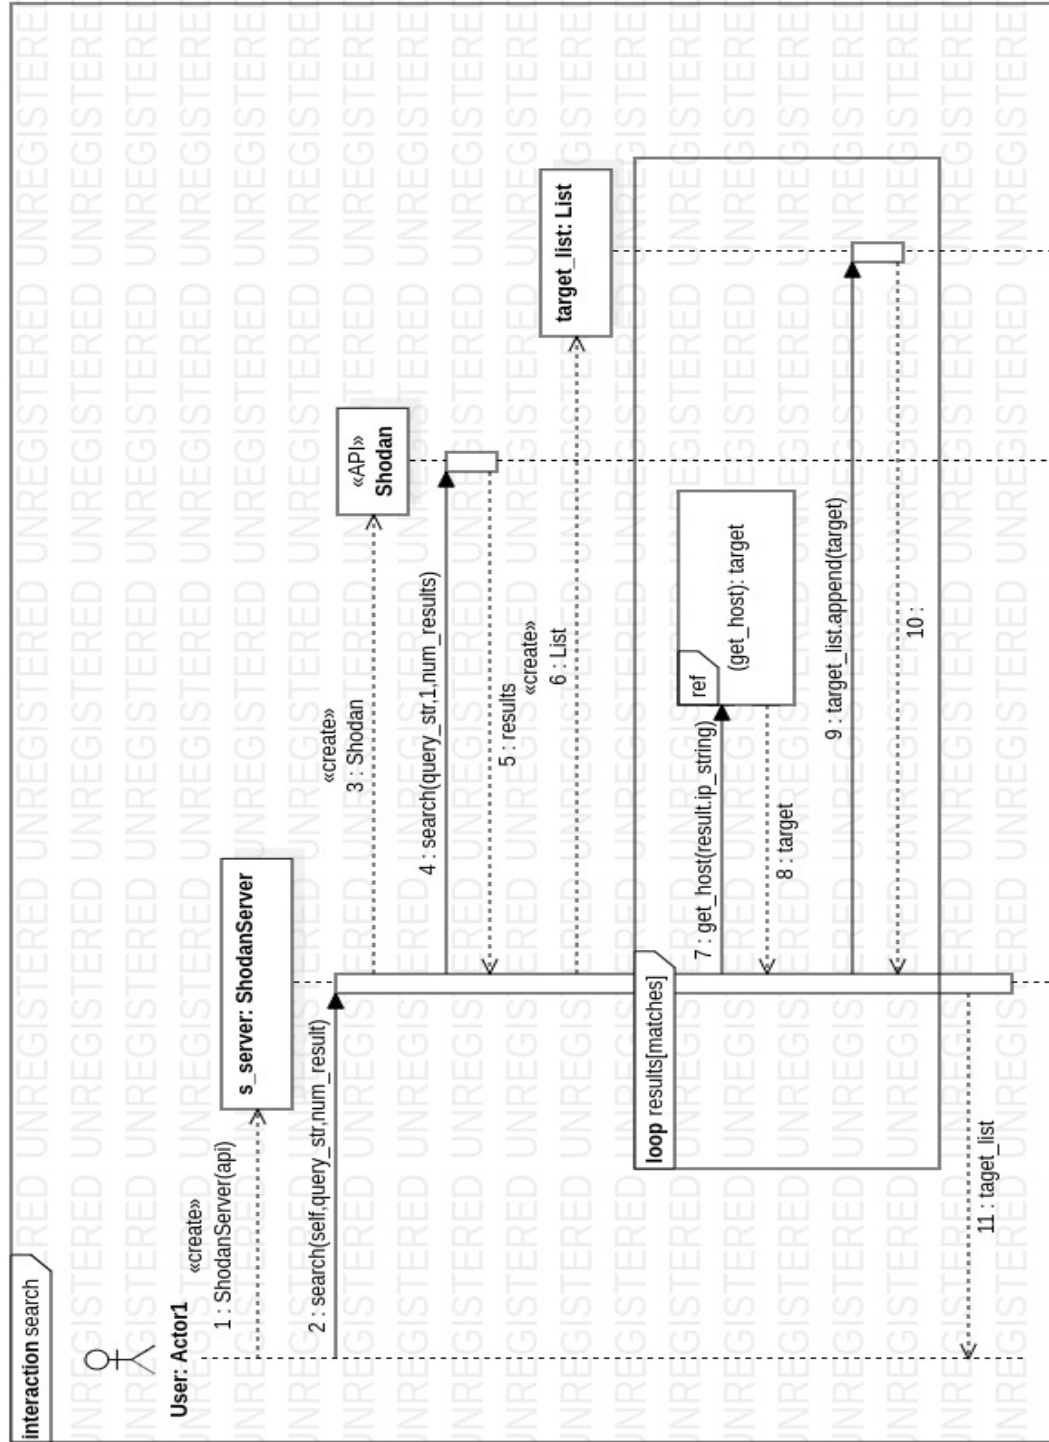 interaction search
User: Actor1
«create»
1 : ShodanServer(api)
s_server: ShodanServer
2 : search(self,query_str,num_result)
«create»
3 : Shodan
«API»
Shodan
4 : search(query_str,1,num_results)
5 : results
«create»
6 : List
target_list: List
loop results[matches]
7 : get_host(result.ip_string)
ref
(get_host): target
8 : target
9 : target_list.append(target)
10 :
11 : taget_list
UNREGISTERED